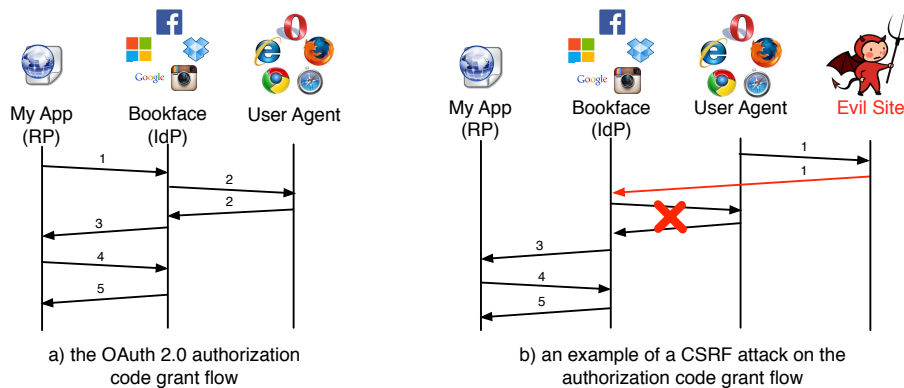 Google
My App
(RP)
Bookface
(IdP)
User Agent
1
2
2
3
4
5
a) the OAuth 2.0 authorization
code grant flow
Google
My App
(RP)
Bookface
(IdP)
User Agent
Evil Site
1
1
3
4
5
b) an example of a CSRF attack on the
authorization code grant flow